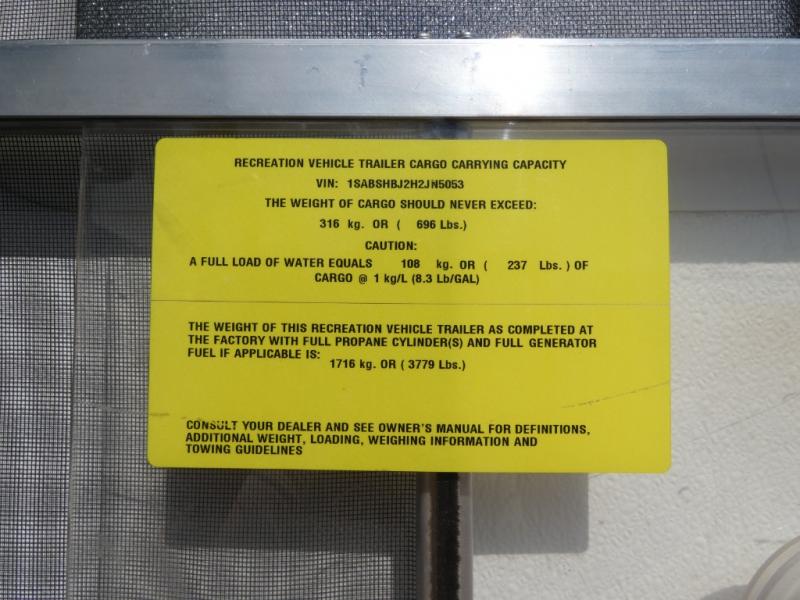 RECREATION VEHICLE TRAILER CARGO CARRYING CAPACITY
VIN: 1SABSHBJ2H2JN5053
THE WEIGHT OF CARGO SHOULD NEVER EXCEED:
316 kg. OR ( 696 Lbs.)
CAUTION:
A FULL LOAD OF WATER EQUALS 108 kg. OR ( 237 Lbs. ) OF
CARGO @ 1 kg/L (8.3 Lb/GAL)
THE WEIGHT OF THIS RECREATION VEHICLE TRAILER AS COMPLETED AT
THE FACTORY WITH FULL PROPANE CYLINDER(S) AND FULL GENERATOR
FUEL IF APPLICABLE IS:
1716 kg. OR ( 3779 Lbs.)
CONSULT YOUR DEALER AND SEE OWNER'S MANUAL FOR DEFINITIONS,
ADDITIONAL WEIGHT, LOADING, WEIGHING INFORMATION AND
TOWING GUIDELINES